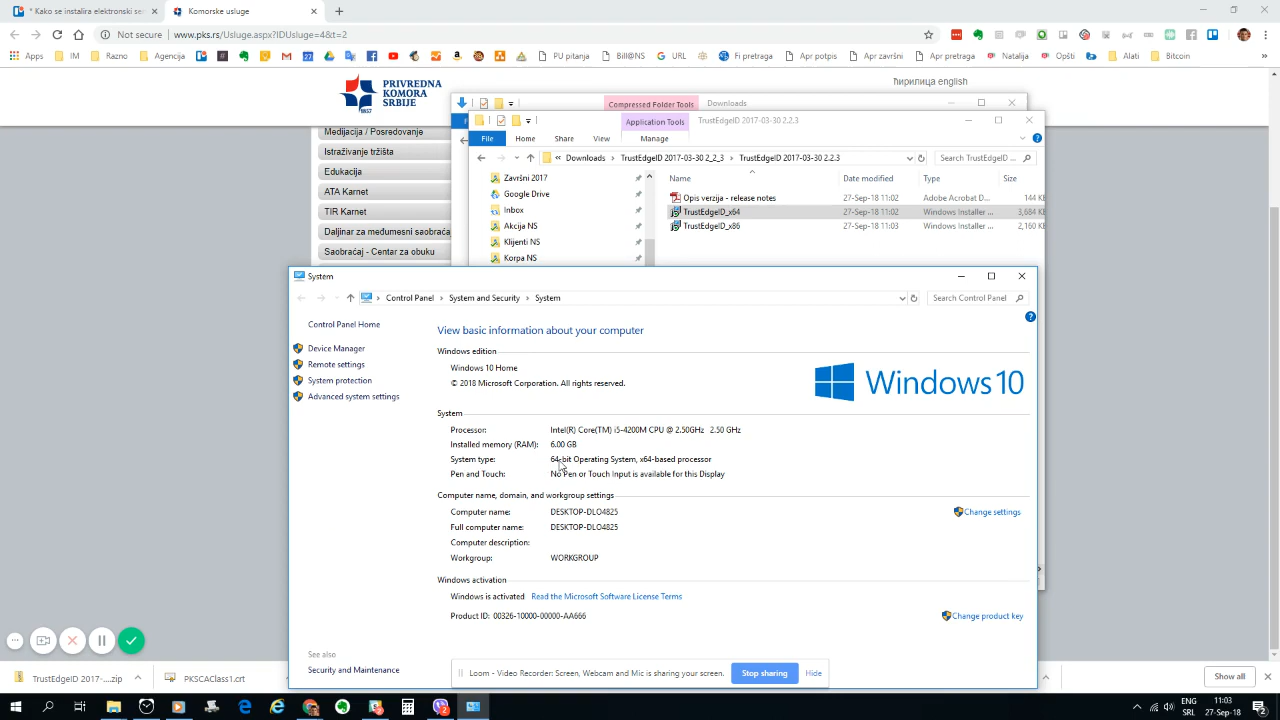 * Kako se instalira elektronski se
Komorske usluge
Not secure | www.pks.rs/Usluge.aspx?IDUsluge=4&t=2
Apps IM Razno Agencija PU pitanja Bill@NS URL Fi pretraga Apr potpis Apr završni Apr pretraga Natalija Opšti Alati Bitcoin
ћирилица english
PRIVREDNA
KOMORA
SRBIJE
1857
Medijacija / Posredovanje
Istraživanje tržišta
Edukacija
ATA Karnet
TIR Karnet
Daljinar za međumesni saobraća
Saobraćaj - Centar za obuku
Compressed Folder Tools Downloads
Application Tools TrustEdgeID 2017-03-30 2.2.3
File Home Share View Manage
« Downloads › TrustEdgeID 2017-03-30 2_2_3 › TrustEdgeID 2017-03-30 2.2.3
Search TrustEdgeID ...
Name Date modified Type Size
Završni 2017
Google Drive
Inbox
Akcija NS
Klijenti NS
Korpa NS
Opis verzija - release notes 27-Sep-18 11:02 Adobe Acrobat D... 144 K
TrustEdgeID_x64 27-Sep-18 11:02 Windows Installer ... 3,684 K
TrustEdgeID_x86 27-Sep-18 11:03 Windows Installer ... 2,160 K
System
Control Panel › System and Security › System
Search Control Panel
Control Panel Home
Device Manager
Remote settings
System protection
Advanced system settings
View basic information about your computer
Windows edition
Windows 10 Home
© 2018 Microsoft Corporation. All rights reserved.
Windows 10
System
Processor: Intel(R) Core(TM) i5-4200M CPU @ 2.50GHz 2.50 GHz
Installed memory (RAM): 6.00 GB
System type: 64-bit Operating System, x64-based processor
Pen and Touch: No Pen or Touch Input is available for this Display
Computer name, domain, and workgroup settings
Computer name: DESKTOP-DLO4825
Full computer name: DESKTOP-DLO4825
Computer description:
Workgroup: WORKGROUP
Change settings
Windows activation
Windows is activated Read the Microsoft Software License Terms
Product ID: 00326-10000-00000-AA666
Change product key
See also
Security and Maintenance
Loom - Video Recorder: Screen, Webcam and Mic is sharing your screen.
Stop sharing
Hide
TrustEdgeID 2017-....zip
PKSCAClass1.crt
Show all
ENG
SRL
11:03
27-Sep-18
2